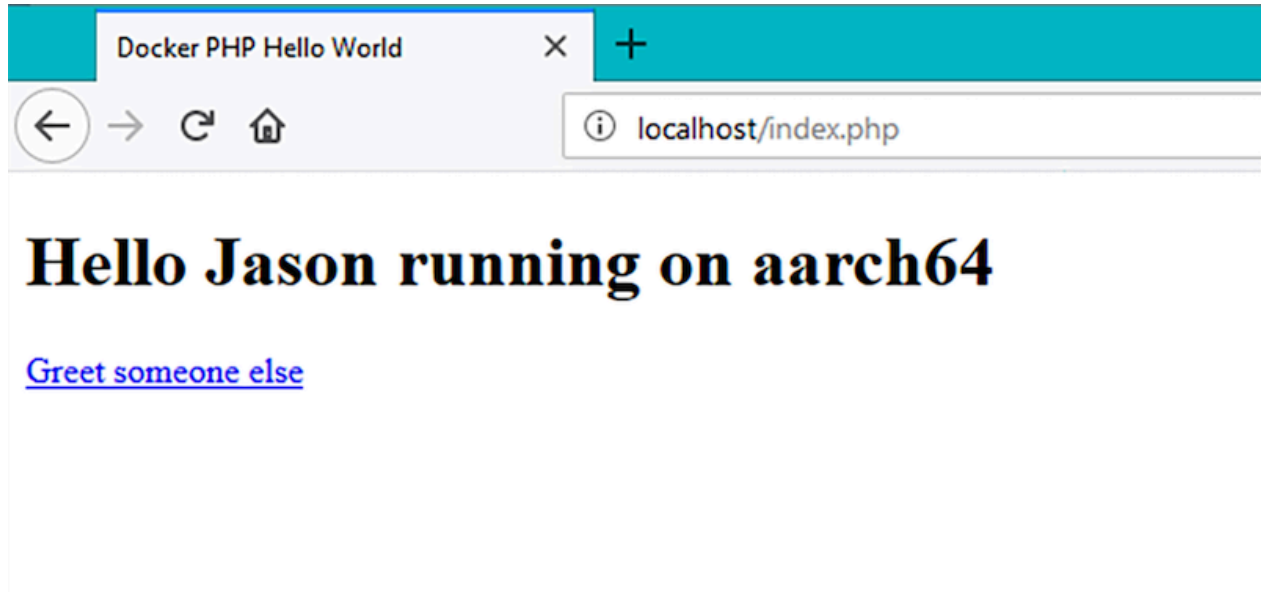 Docker PHP Hello World
localhost/index.php
Hello Jason running on aarch64
Greet someone else